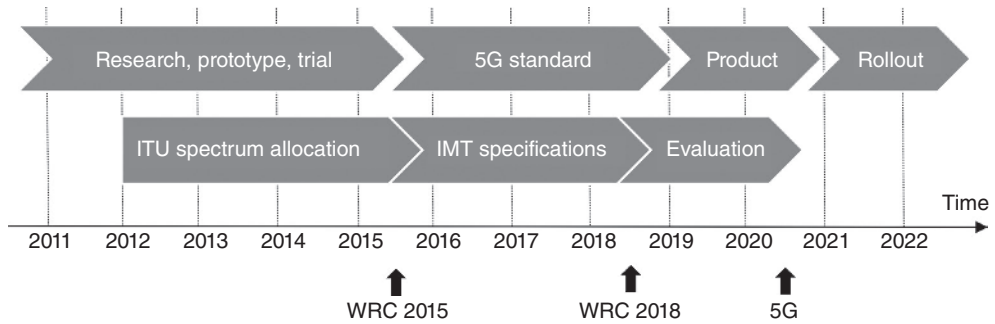 Research, prototype, trial
5G standard
Product
Rollout
ITU spectrum allocation
IMT specifications
Evaluation
Time
2011 2012 2013 2014 2015 2016 2017 2018 2019 2020 2021 2022
WRC 2015
WRC 2018
5G